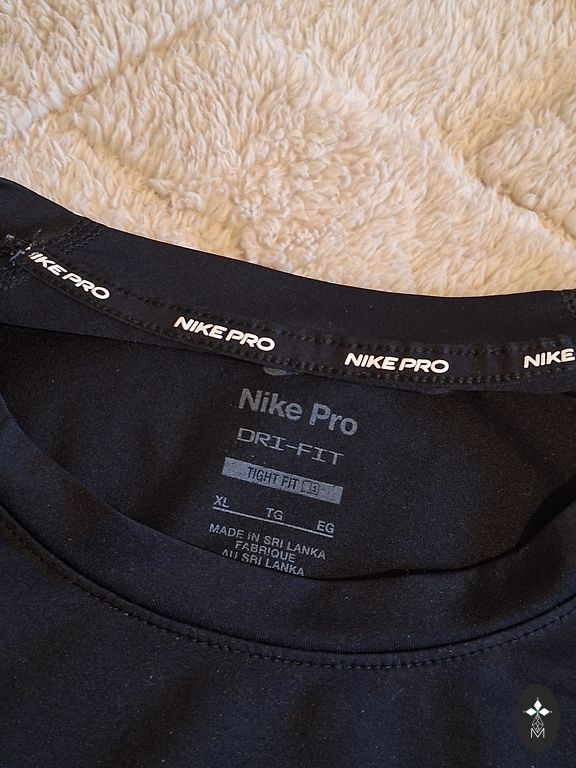 NIKE PRO
NIKE PRO
NIKE PRO
NIKE
Nike Pro
DRI-FIT
TIGHT FIT
XL TG EG
MADE IN SRI LANKA
FABRIQUE
AU SRI LANKA
M